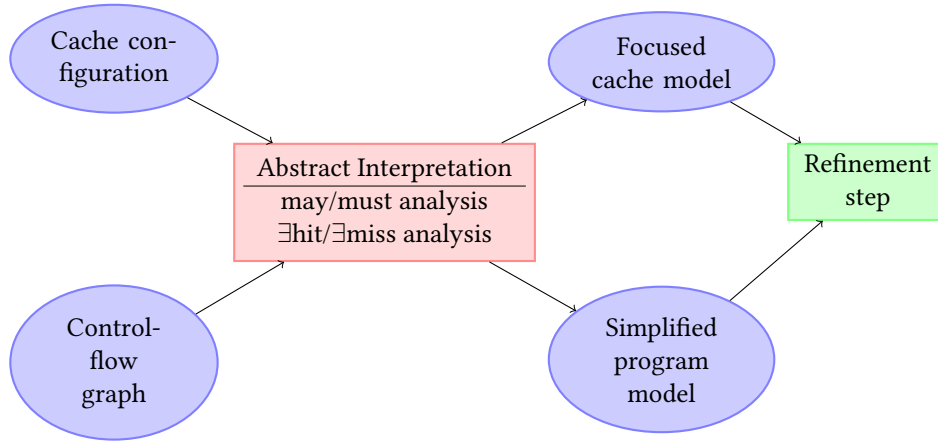 Cache con-
figuration
Focused
cache model
Abstract Interpretation
may/must analysis
∃hit/∃miss analysis
Refinement
step
Control-
flow
graph
Simplified
program
model